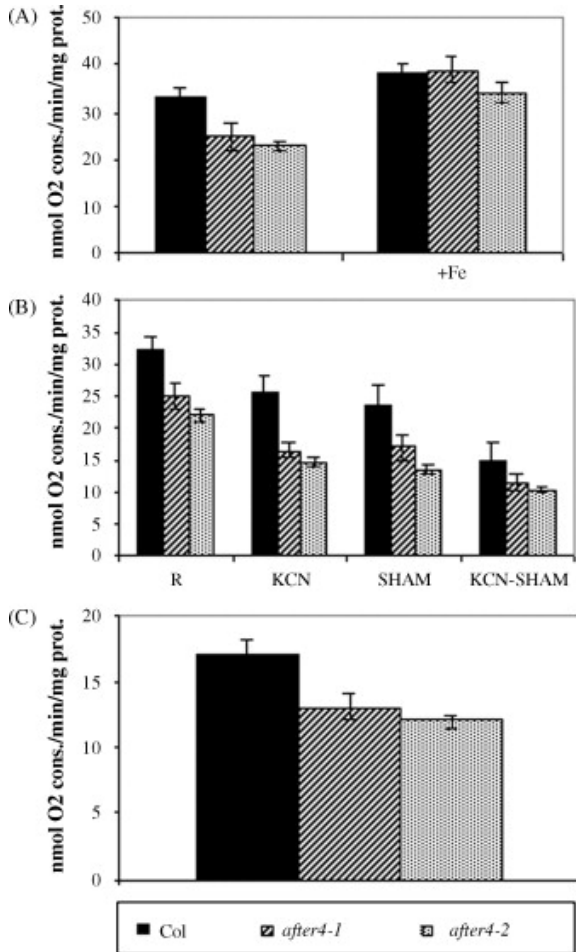 (A)
nmol O2 cons./min/mg prot.
50
40
30
20
10
0
+Fe
(B)
nmol O2 cons./min/mg prot.
40
35
30
25
20
15
10
5
0
R KCN SHAM KCN-SHAM
(C)
nmol O2 cons./min/mg prot.
20
15
10
5
0
Col after4-1 after4-2